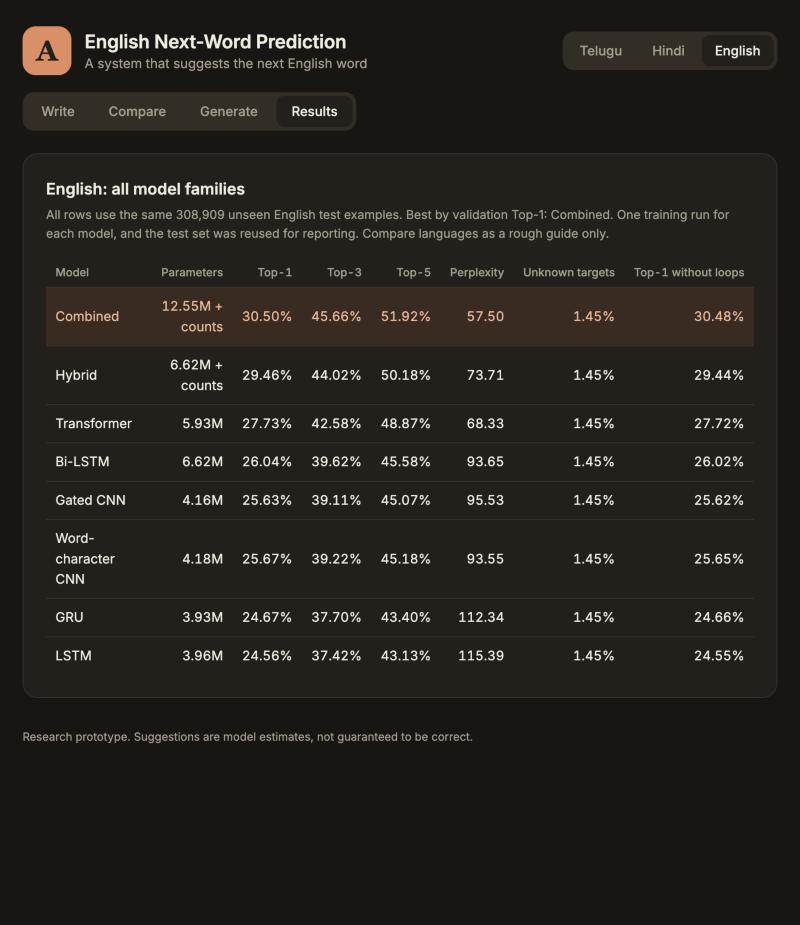 A
English Next-Word Prediction
A system that suggests the next English word
Telugu Hindi English
Write Compare Generate Results
English: all model families
All rows use the same 308,909 unseen English test examples. Best by validation Top-1: Combined. One training run for
each model, and the test set was reused for reporting. Compare languages as a rough guide only.
Model Parameters Top-1 Top-3 Top-5 Perplexity Unknown targets Top-1 without loops
Combined 12.55M + counts 30.50% 45.66% 51.92% 57.50 1.45% 30.48%
Hybrid 6.62M + counts 29.46% 44.02% 50.18% 73.71 1.45% 29.44%
Transformer 5.93M 27.73% 42.58% 48.87% 68.33 1.45% 27.72%
Bi-LSTM 6.62M 26.04% 39.62% 45.58% 93.65 1.45% 26.02%
Gated CNN 4.16M 25.63% 39.11% 45.07% 95.53 1.45% 25.62%
Word-character CNN 4.18M 25.67% 39.22% 45.18% 93.55 1.45% 25.65%
GRU 3.93M 24.67% 37.70% 43.40% 112.34 1.45% 24.66%
LSTM 3.96M 24.56% 37.42% 43.13% 115.39 1.45% 24.55%
Research prototype. Suggestions are model estimates, not guaranteed to be correct.